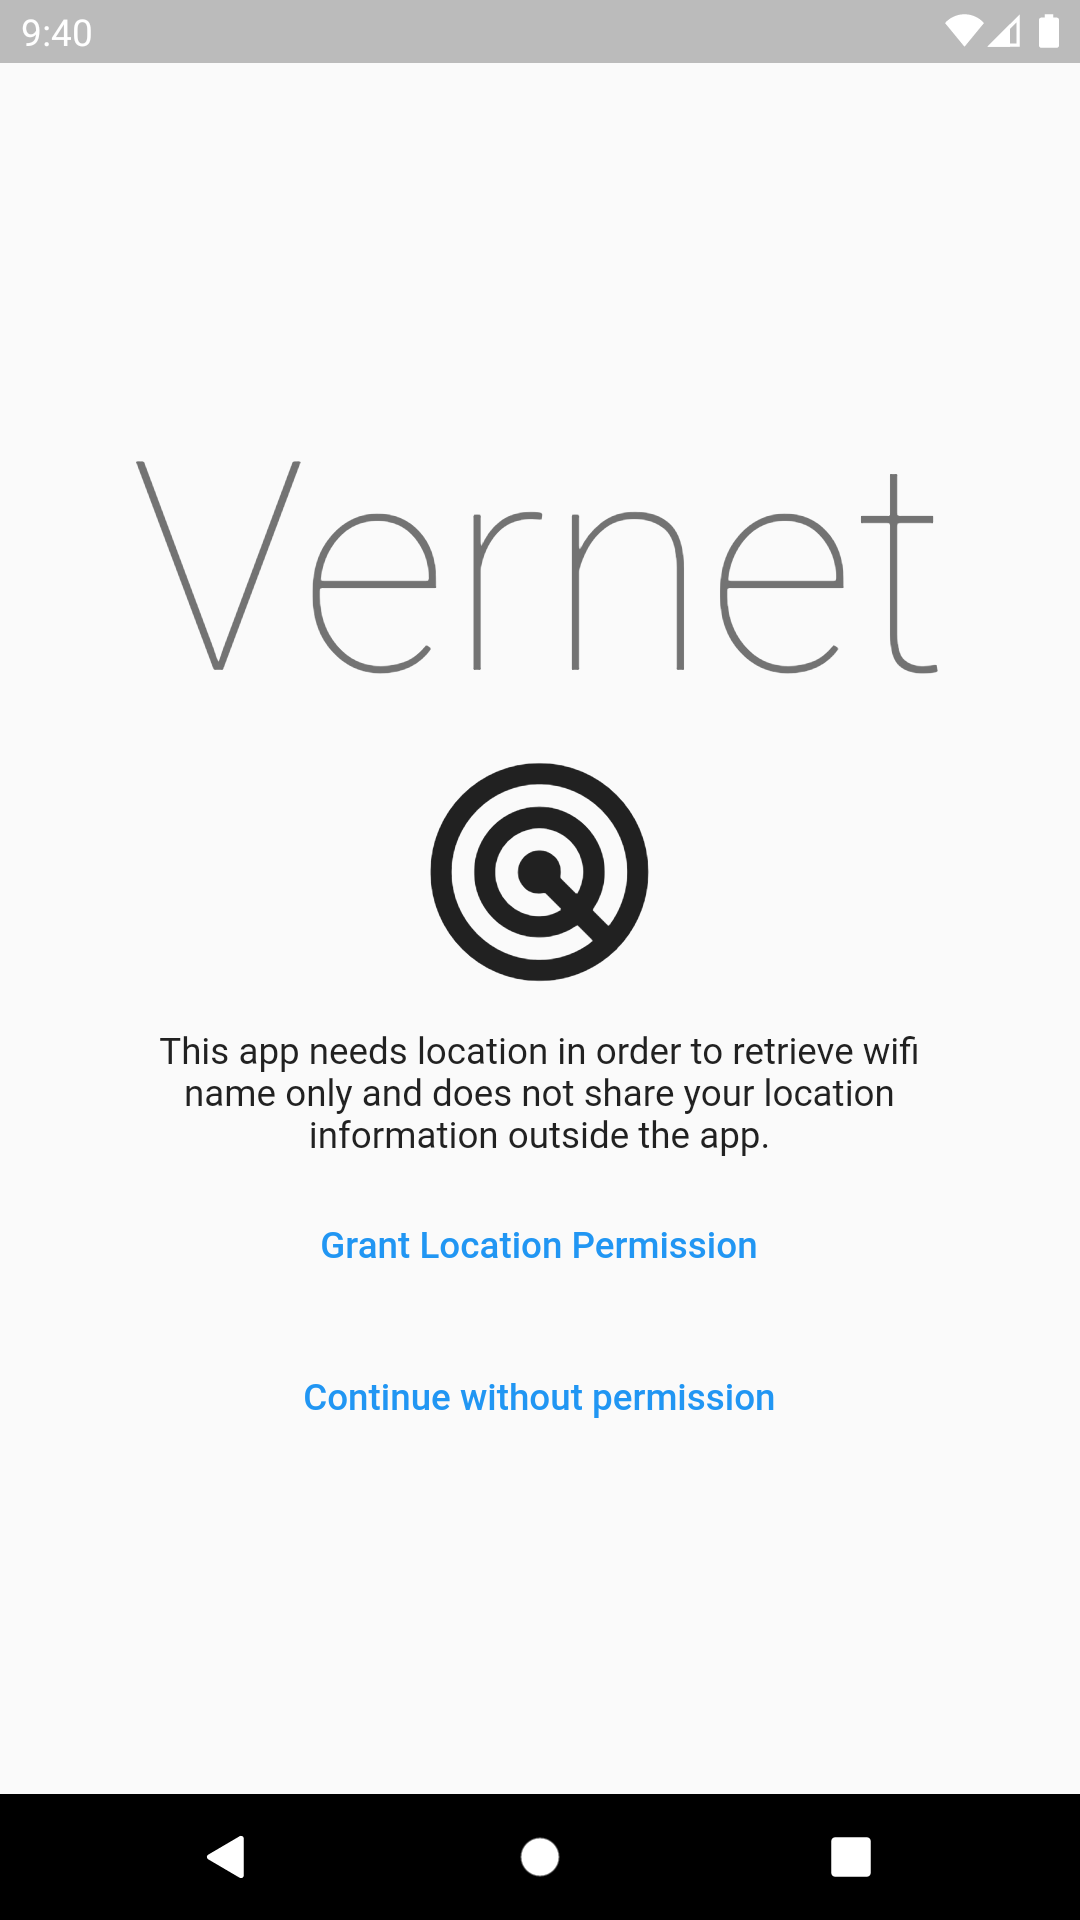 9:40
Vernet
This app needs location in order to retrieve wifi
name only and does not share your location
information outside the app.
Grant Location Permission
Continue without permission